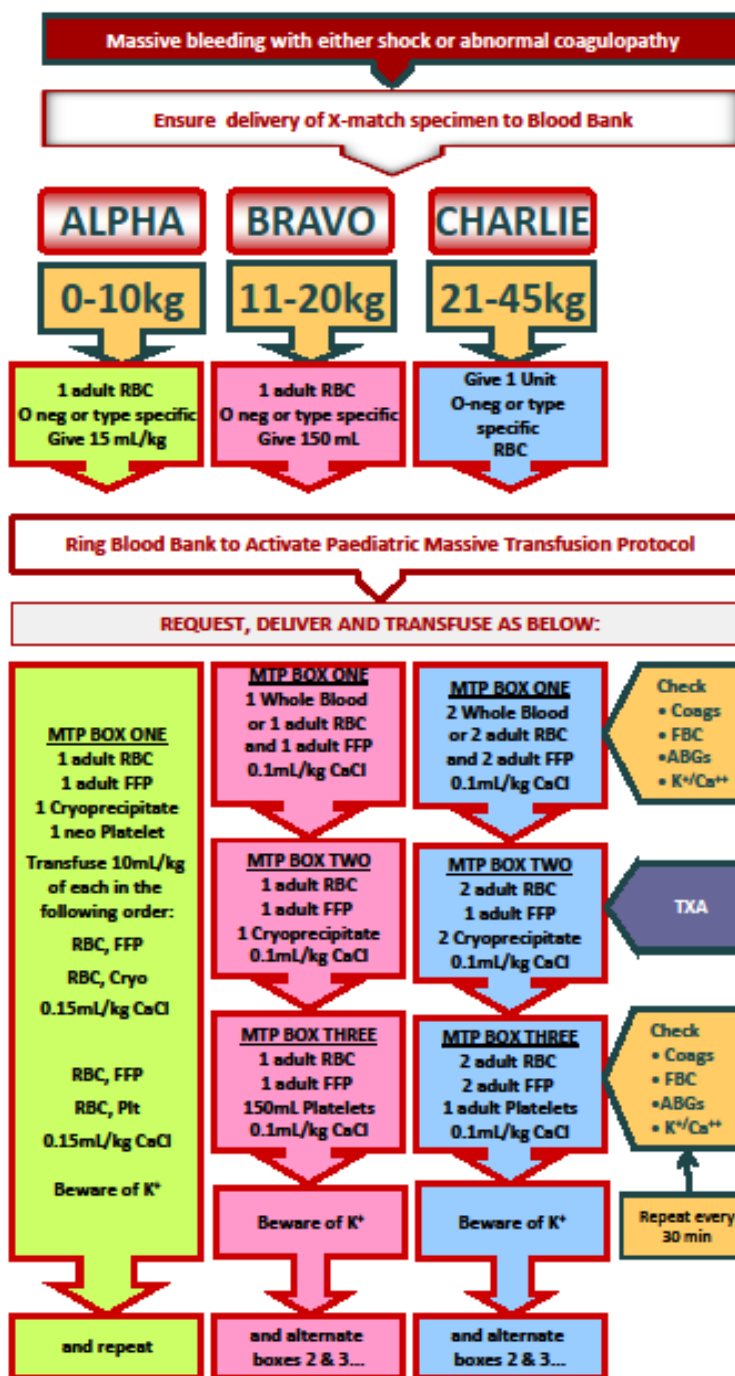 Massive bleeding with either shock or abnormal coagulopathy
Ensure delivery of X-match specimen to Blood Bank
ALPHA
0-10kg
1 adult RBC
O neg or type specific
Give 15 mL/kg
BRAVO
11-20kg
1 adult RBC
O neg or type specific
Give 150 mL
CHARLIE
21-45kg
Give 1 Unit
O-neg or type
specific
RBC
Ring Blood Bank to Activate Paediatric Massive Transfusion Protocol
REQUEST, DELIVER AND TRANSFUSE AS BELOW:
MTP BOX ONE
1 adult RBC
1 adult FFP
1 Cryoprecipitate
1 neo Platelet
Transfuse 10mL/kg
of each in the
following order:
RBC, FFP
RBC, Cryo
0.15mL/kg CaCl
RBC, FFP
RBC, Plt
0.15mL/kg CaCl
Beware of K⁺
and repeat
MTP BOX ONE
1 Whole Blood
or 1 adult RBC
and 1 adult FFP
0.1mL/kg CaCl
MTP BOX TWO
1 adult RBC
1 adult FFP
1 Cryoprecipitate
0.1mL/kg CaCl
MTP BOX THREE
1 adult RBC
1 adult FFP
150mL Platelets
0.1mL/kg CaCl
Beware of K⁺
and alternate
boxes 2 & 3...
MTP BOX ONE
2 Whole Blood
or 2 adult RBC
and 2 adult FFP
0.1mL/kg CaCl
MTP BOX TWO
2 adult RBC
1 adult FFP
2 Cryoprecipitate
0.1mL/kg CaCl
MTP BOX THREE
2 adult RBC
2 adult FFP
1 adult Platelets
0.1mL/kg CaCl
Beware of K⁺
and alternate
boxes 2 & 3...
Check
• Coags
• FBC
•ABGs
• K⁺/Ca⁺⁺
TXA
Check
• Coags
• FBC
•ABGs
• K⁺/Ca⁺⁺
Repeat every
30 min